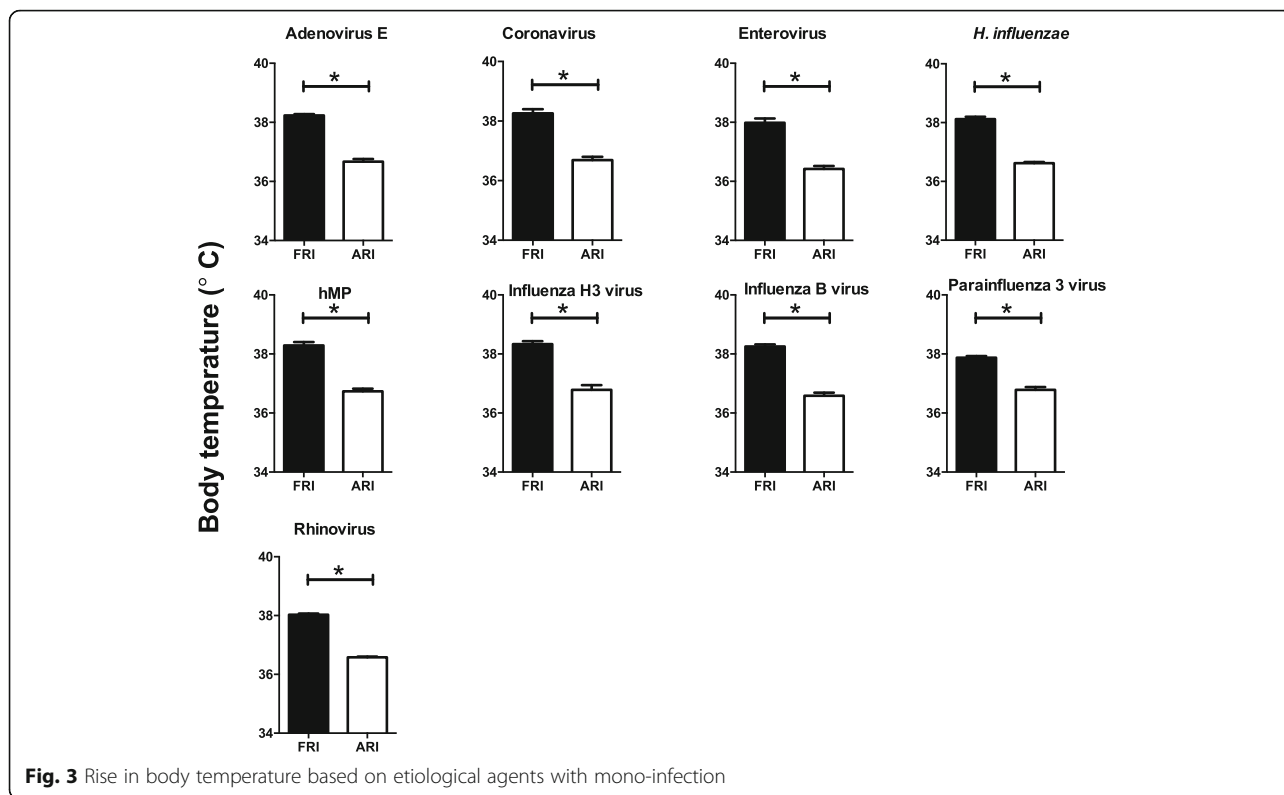 Adenovirus E
Coronavirus
Enterovirus
H. influenzae
40
38
36
34
*
FRI ARI
40
38
36
34
*
FRI ARI
40
38
36
34
*
FRI ARI
40
38
36
34
*
FRI ARI
Body temperature (° C)
hMP
Influenza H3 virus
Influenza B virus
Parainfluenza 3 virus
40
38
36
34
*
FRI ARI
40
38
36
34
*
FRI ARI
40
38
36
34
*
FRI ARI
40
38
36
34
*
FRI ARI
Rhinovirus
40
38
36
34
*
FRI ARI
Fig. 3 Rise in body temperature based on etiological agents with mono-infection